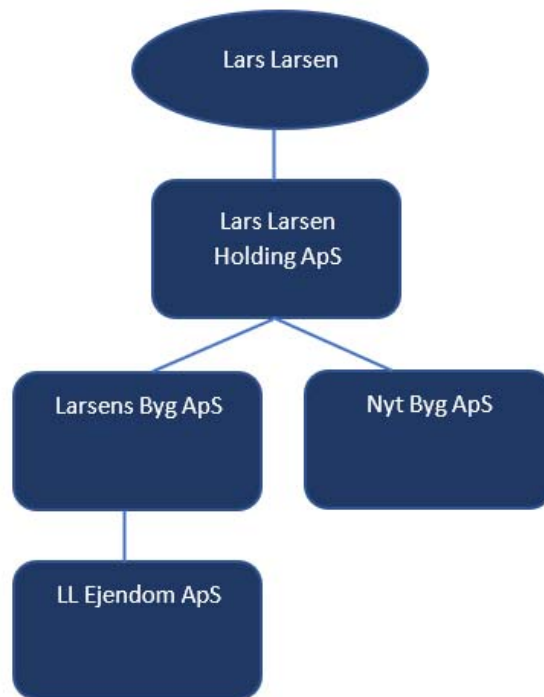 Lars Larsen
Lars Larsen
Holding ApS
Larsens Byg ApS
Nyt Byg ApS
LL Ejendom ApS